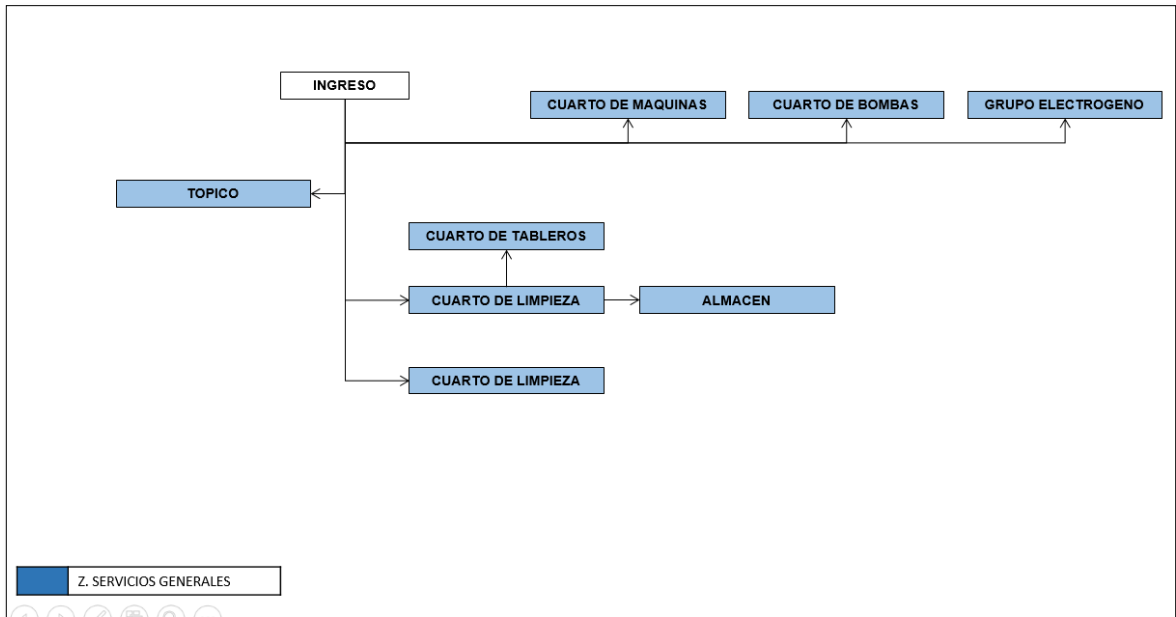 INGRESO
CUARTO DE MAQUINAS
CUARTO DE BOMBAS
GRUPO ELECTROGENO
TOPICO
CUARTO DE TABLEROS
CUARTO DE LIMPIEZA
ALMACEN
CUARTO DE LIMPIEZA
Z. SERVICIOS GENERALES